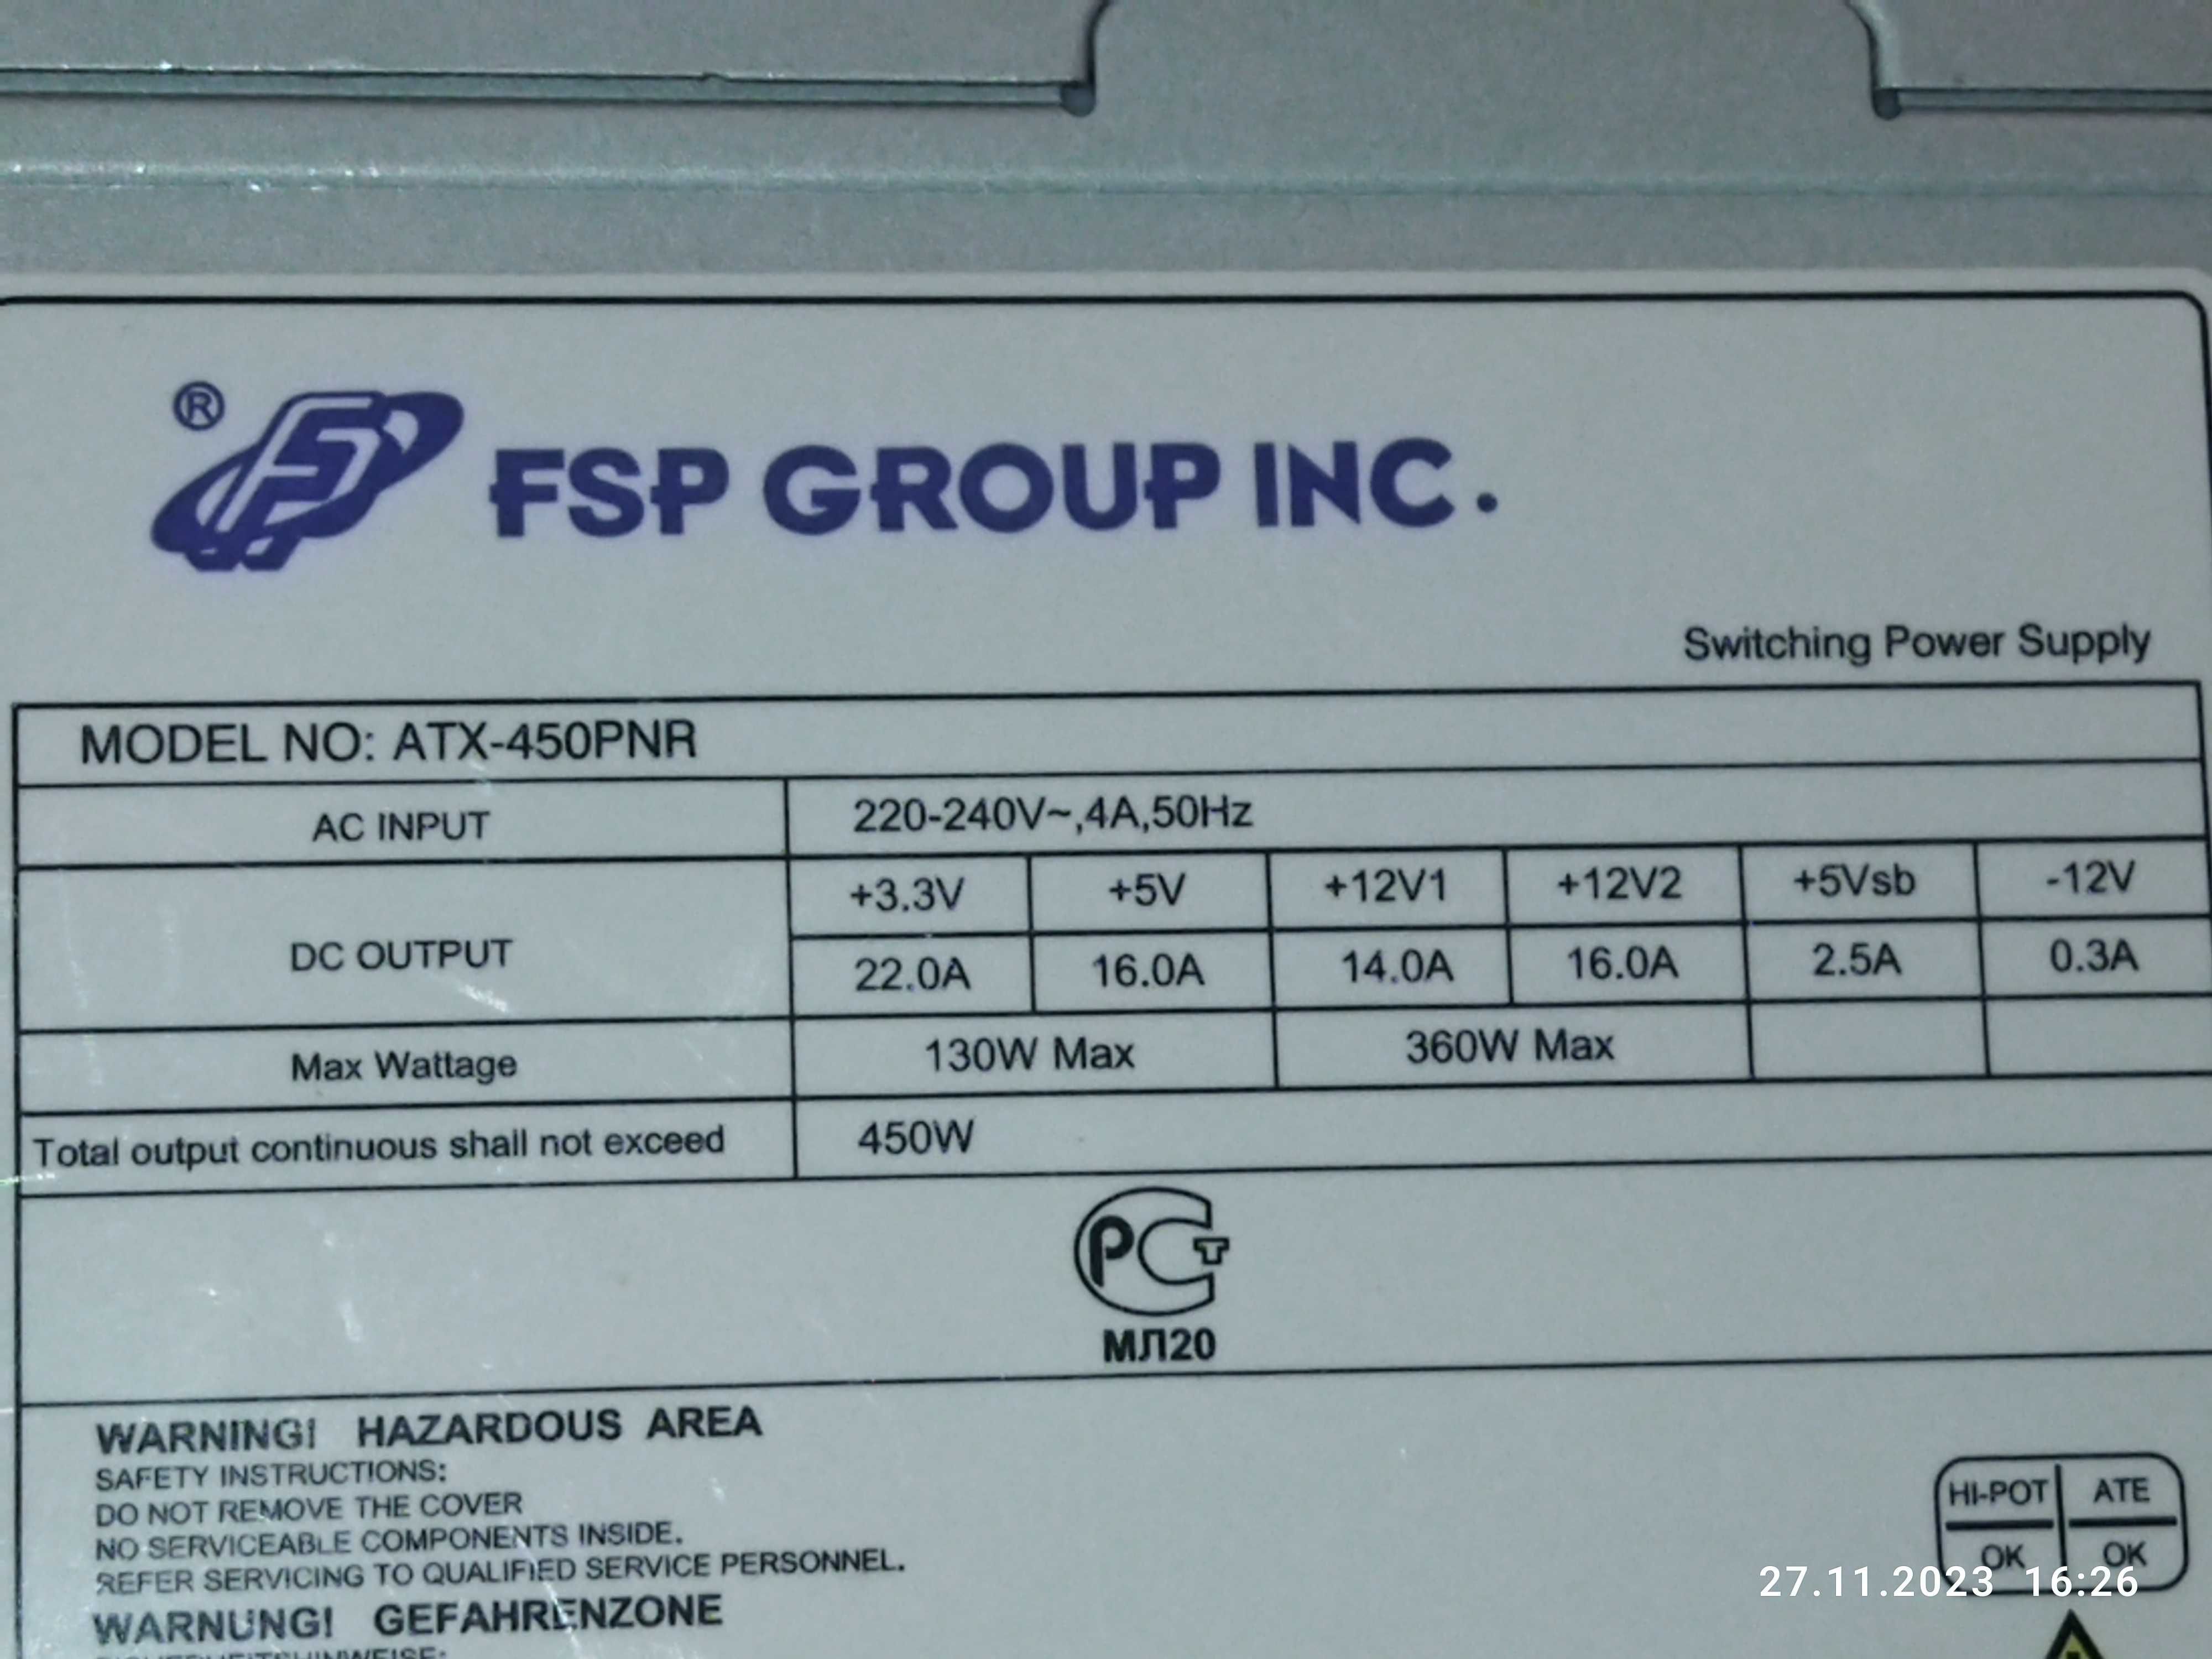 ®
FSP GROUP INC.
Switching Power Supply
MODEL NO: ATX-450PNR
AC INPUT 220-240V~,4A,50Hz
DC OUTPUT
+3.3V +5V +12V1 +12V2 +5Vsb -12V
22.0A 16.0A 14.0A 16.0A 2.5A 0.3A
Max Wattage 130W Max 360W Max
Total output continuous shall not exceed 450W
РСТ
МЛ20
WARNING! HAZARDOUS AREA
SAFETY INSTRUCTIONS:
DO NOT REMOVE THE COVER
NO SERVICEABLE COMPONENTS INSIDE.
REFER SERVICING TO QUALIFIED SERVICE PERSONNEL.
WARNUNG! GEFAHRENZONE
HI-POT ATE
OK OK
27.11.2023 16:26